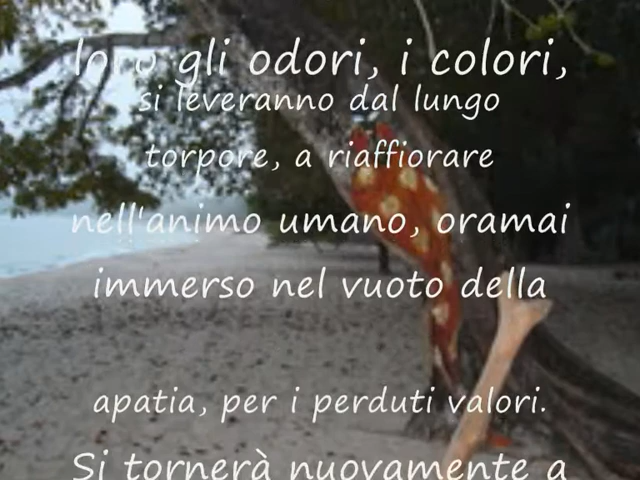 loro gli odori, i colori,
si leveranno dal lungo
torpore, a riaffiorare
nell'animo umano, oramai
immerso nel vuoto della
apatia, per i perduti valori.
Si tornerà nuovamente a